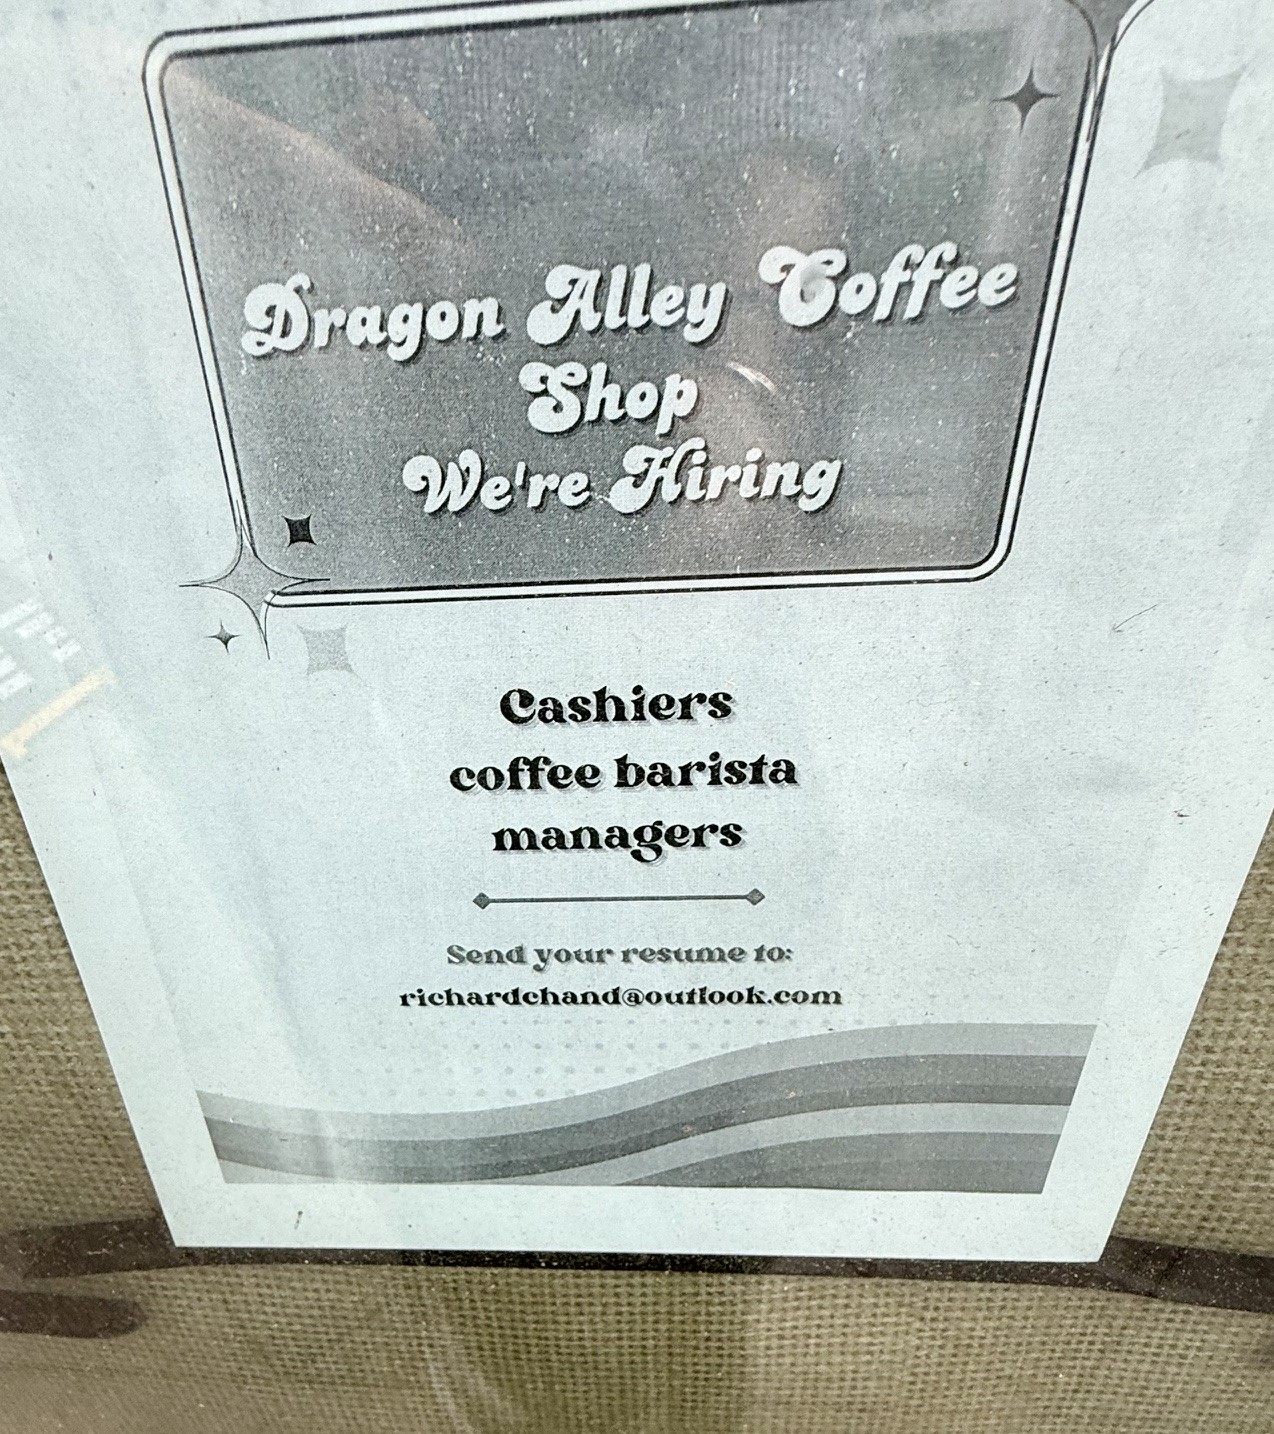 Dragon Alley Coffee
Shop
We're Hiring
Cashiers
coffee barista
managers
Send your resume to:
richardchand@outlook.com